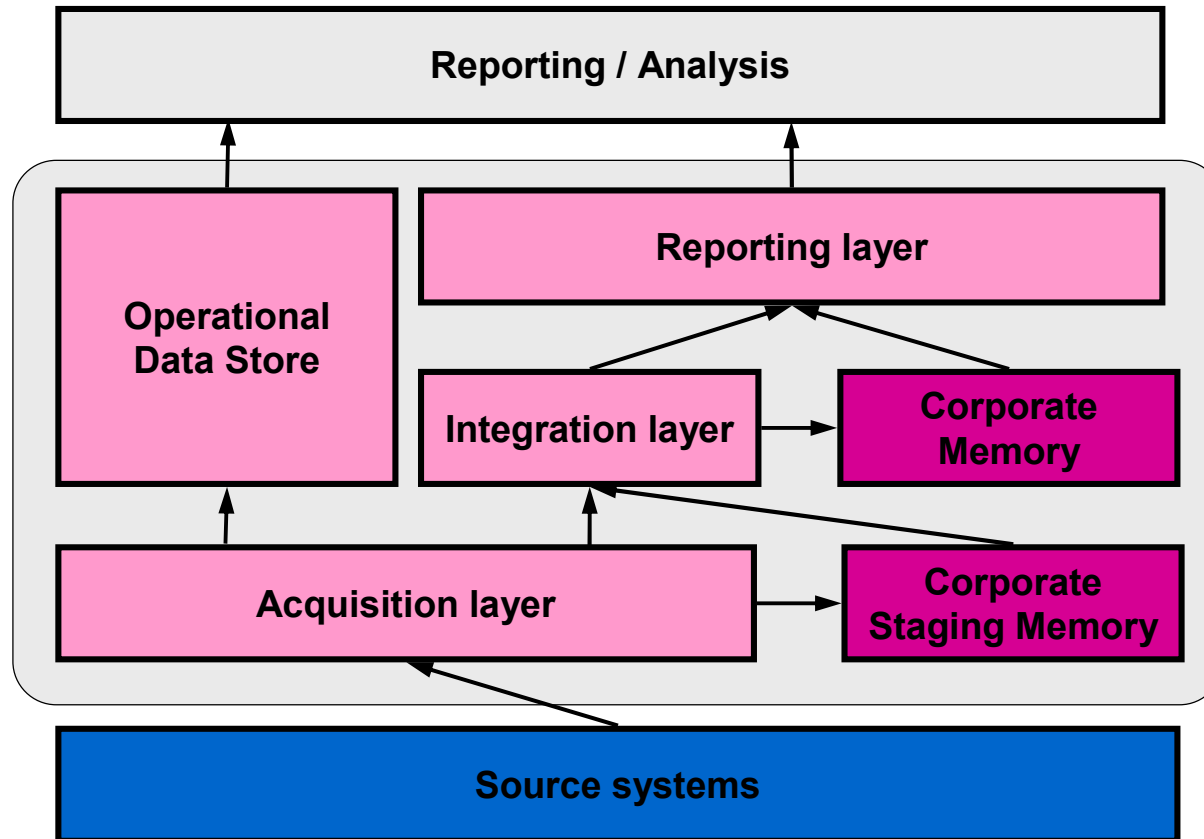 Reporting / Analysis
Reporting layer
Operational
Data Store
Integration layer
Corporate
Memory
Acquisition layer
Corporate
Staging Memory
Source systems